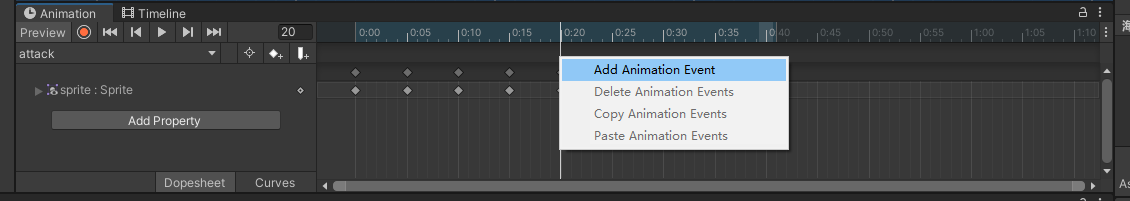 Animation Timeline
Preview 20 0:00 0:05 0:10 0:15 0:20 0:25 0:30 0:35 0:40 0:45 0:50 0:55 1:00 1:05 1:10
attack
Add Animation Event
sprite : Sprite
Delete Animation Events
Add Property
Copy Animation Events
Paste Animation Events
Dopesheet Curves
As